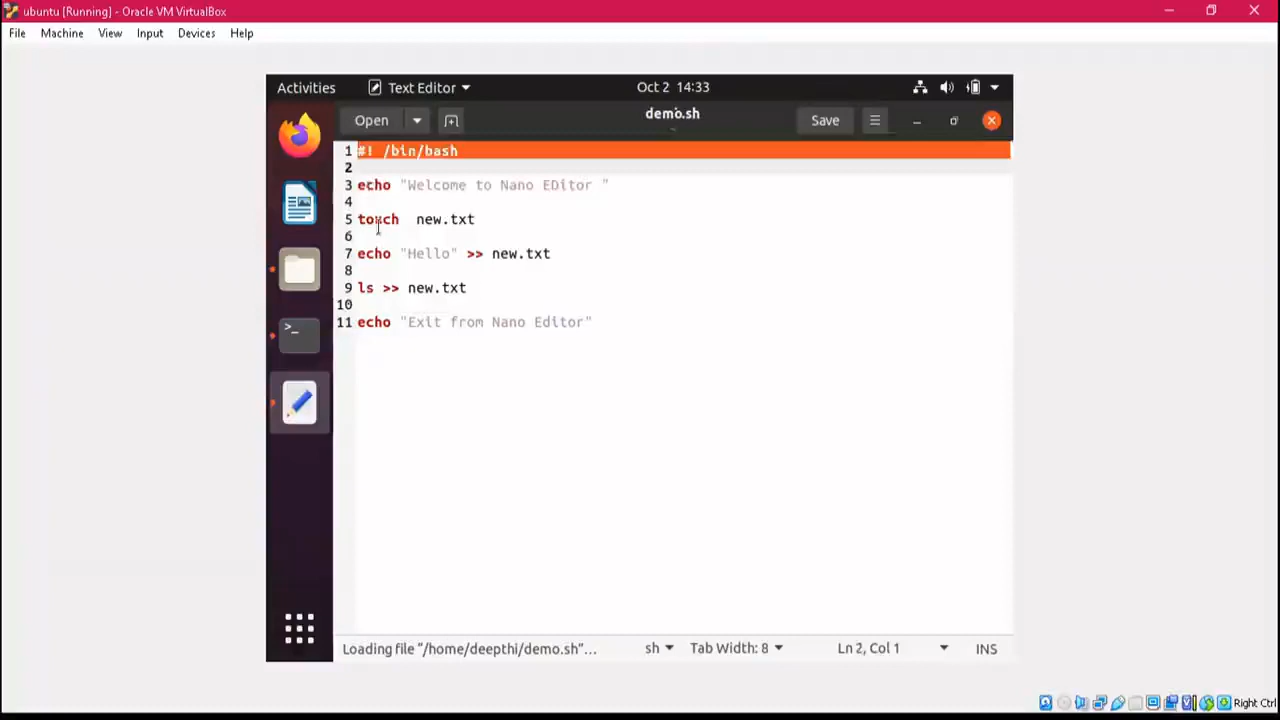 ubuntu [Running] - Oracle VM VirtualBox
File Machine View Input Devices Help
Activities Text Editor Oct 2 14:33
Open demo.sh Save
1 #! /bin/bash
2
3 echo "Welcome to Nano EDitor "
4
5 touch  new.txt
6
7 echo "Hello" >> new.txt
8
9 ls >> new.txt
10
11 echo "Exit from Nano Editor"
Loading file “/home/deepthi/demo.sh”... sh Tab Width: 8 Ln 2, Col 1 INS
Right Ctrl